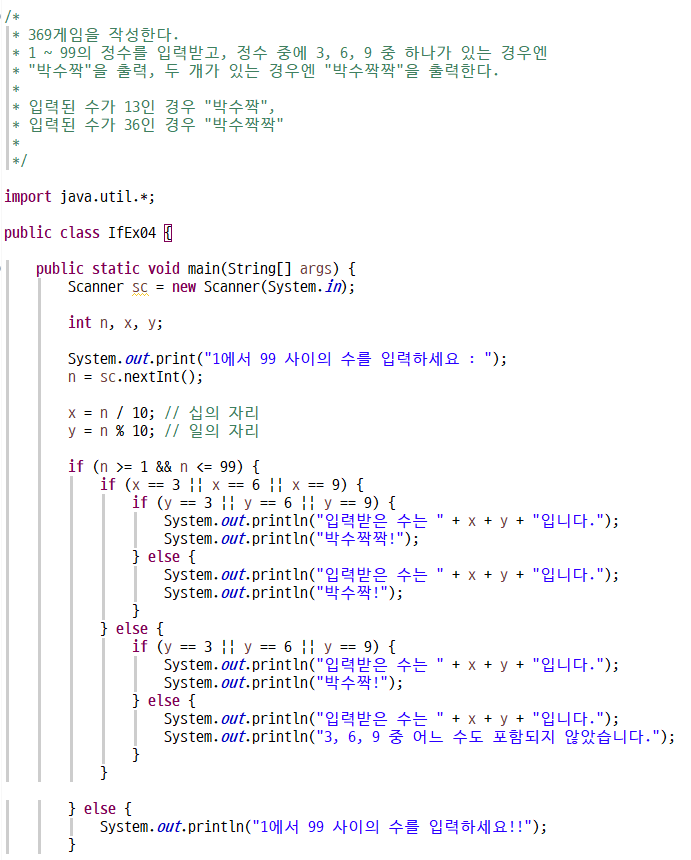 /*
 * 369게임을 작성한다.
 * 1 ~ 99의 정수를 입력받고, 정수 중에 3, 6, 9 중 하나가 있는 경우엔
 * "박수짝"을 출력, 두 개가 있는 경우엔 "박수짝짝"을 출력한다.
 *
 * 입력된 수가 13인 경우 "박수짝",
 * 입력된 수가 36인 경우 "박수짝짝"
 *
 */
import java.util.*;
public class IfEx04 {
    public static void main(String[] args) {
        Scanner sc = new Scanner(System.in);
        int n, x, y;
        System.out.print("1에서 99 사이의 수를 입력하세요 : ");
        n = sc.nextInt();
        x = n / 10; // 십의 자리
        y = n % 10; // 일의 자리
        if (n >= 1 && n <= 99) {
            if (x == 3 || x == 6 || x == 9) {
                if (y == 3 || y == 6 || y == 9) {
                    System.out.println("입력받은 수는 " + x + y + "입니다.");
                    System.out.println("박수짝짝!");
                } else {
                    System.out.println("입력받은 수는 " + x + y + "입니다.");
                    System.out.println("박수짝!");
                }
            } else {
                if (y == 3 || y == 6 || y == 9) {
                    System.out.println("입력받은 수는 " + x + y + "입니다.");
                    System.out.println("박수짝!");
                } else {
                    System.out.println("입력받은 수는 " + x + y + "입니다.");
                    System.out.println("3, 6, 9 중 어느 수도 포함되지 않았습니다.");
                }
            }
        } else {
            System.out.println("1에서 99 사이의 수를 입력하세요!!");
        }